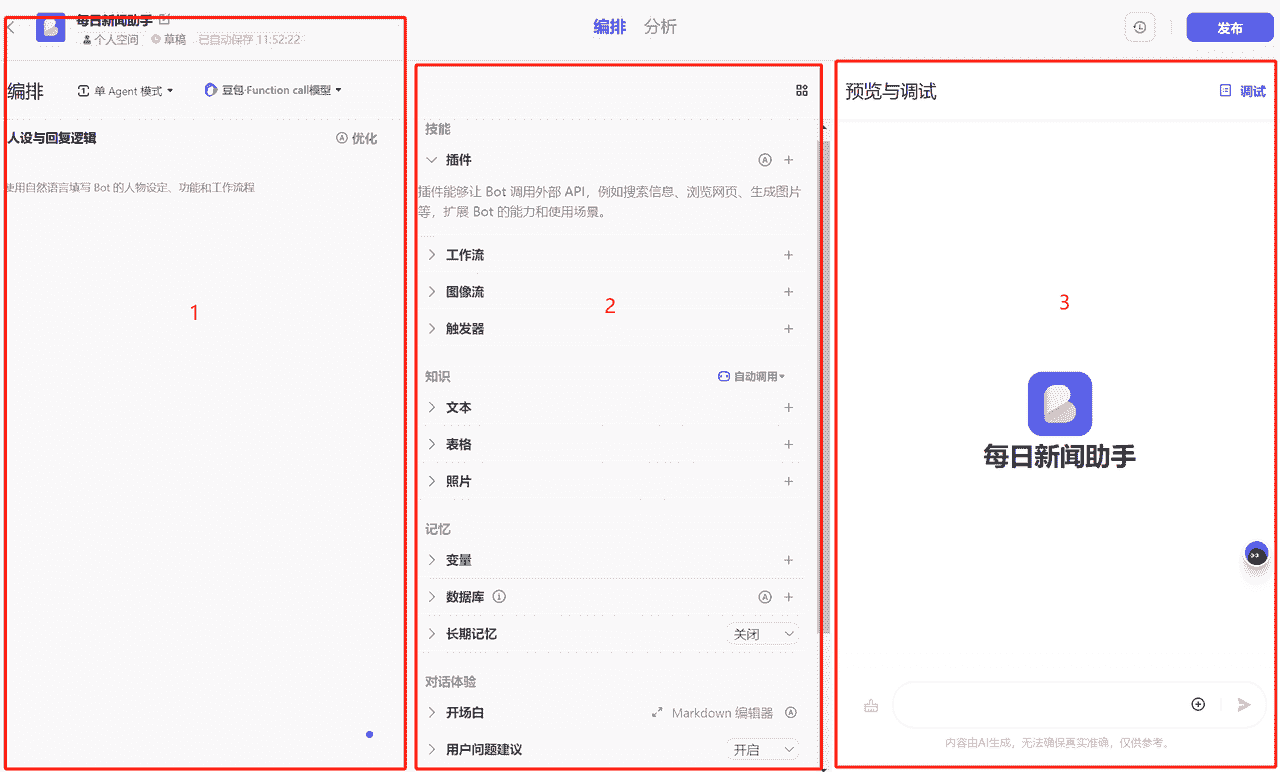 每日新闻助手
个人空间 草稿 已自动保存 11:52:22
编排 分析
发布
编排 单 Agent 模式 豆包·Function call模型
人设与回复逻辑 优化
使用自然语言填写 Bot 的人物设定、功能和工作流程
1
技能
插件
插件能够让 Bot 调用外部 API，例如搜索信息、浏览网页、生成图片
等，扩展 Bot 的能力和使用场景。
工作流
图像流
2
触发器
知识 自动调用
文本
表格
照片
记忆
变量
数据库
长期记忆 关闭
对话体验
开场白 Markdown 编辑器
用户问题建议 开启
预览与调试 调试
3
每日新闻助手
内容由AI生成，无法确保真实准确，仅供参考。